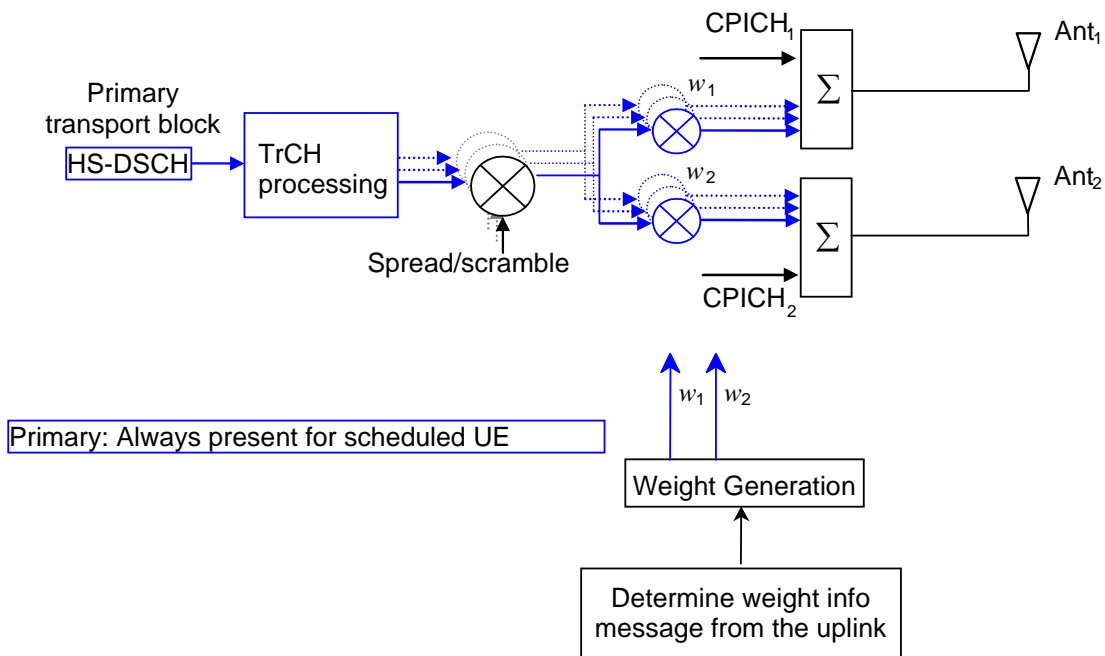 CPICH1
Ant1
Primary
transport block
HS-DSCH
TrCH
processing
w1
Σ
w2
Ant2
Spread/scramble
Σ
CPICH2
w1 w2
Primary: Always present for scheduled UE
Weight Generation
Determine weight info
message from the uplink